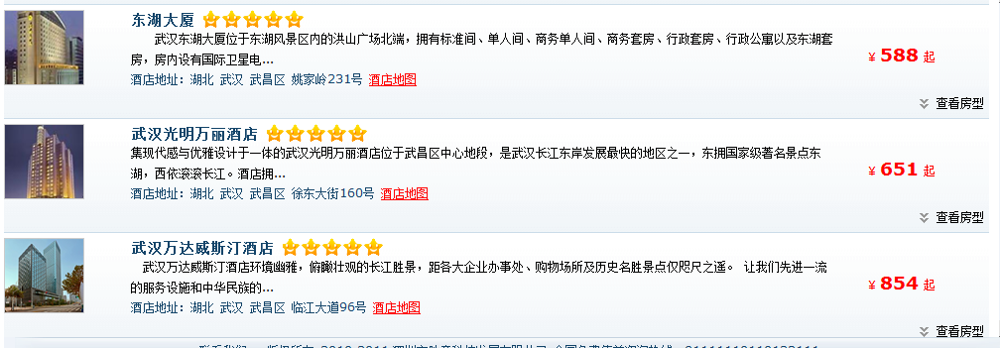 东湖大厦
武汉东湖大厦位于东湖风景区内的洪山广场北端，拥有标准间、单人间、商务单人间、商务套房、行政套房、行政公寓以及东湖套
房，房内设有国际卫星电...
¥ 588 起
酒店地址：湖北 武汉 武昌区 姚家岭231号 酒店地图
查看房型
武汉光明万丽酒店
集现代感与优雅设计于一体的武汉光明万丽酒店位于武昌区中心地段，是武汉长江东岸发展最快的地区之一，东拥国家级著名景点东
湖，西依滚滚长江。酒店拥...
¥ 651 起
酒店地址：湖北 武汉 武昌区 徐东大街160号 酒店地图
查看房型
武汉万达威斯汀酒店
武汉万达威斯汀酒店环境幽雅，俯瞰壮观的长江胜景，距各大企业办事处、购物场所及历史名胜景点仅咫尺之遥。 让我们先进一流
的服务设施和中华民族的...
¥ 854 起
酒店地址：湖北 武汉 武昌区 临江大道96号 酒店地图
查看房型